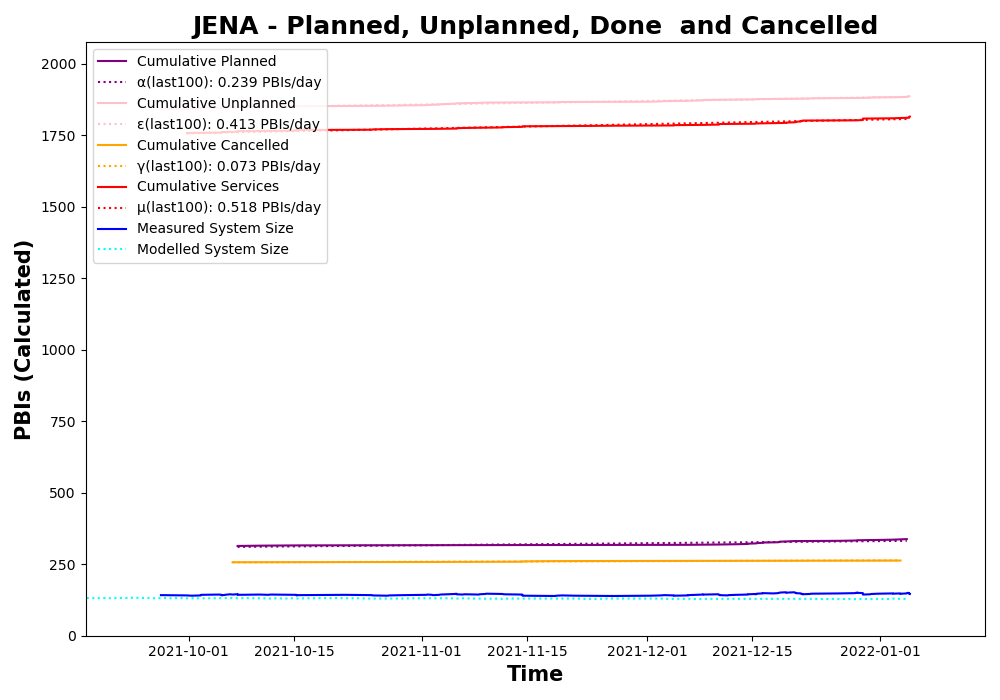 JENA - Planned, Unplanned, Done  and Cancelled
PBIs (Calculated)
2000
1750
1500
1250
1000
750
500
250
0
Cumulative Planned
α(last100): 0.239 PBIs/day
Cumulative Unplanned
ε(last100): 0.413 PBIs/day
Cumulative Cancelled
γ(last100): 0.073 PBIs/day
Cumulative Services
μ(last100): 0.518 PBIs/day
Measured System Size
Modelled System Size
2021-10-01 2021-10-15 2021-11-01 2021-11-15 2021-12-01 2021-12-15 2022-01-01
Time